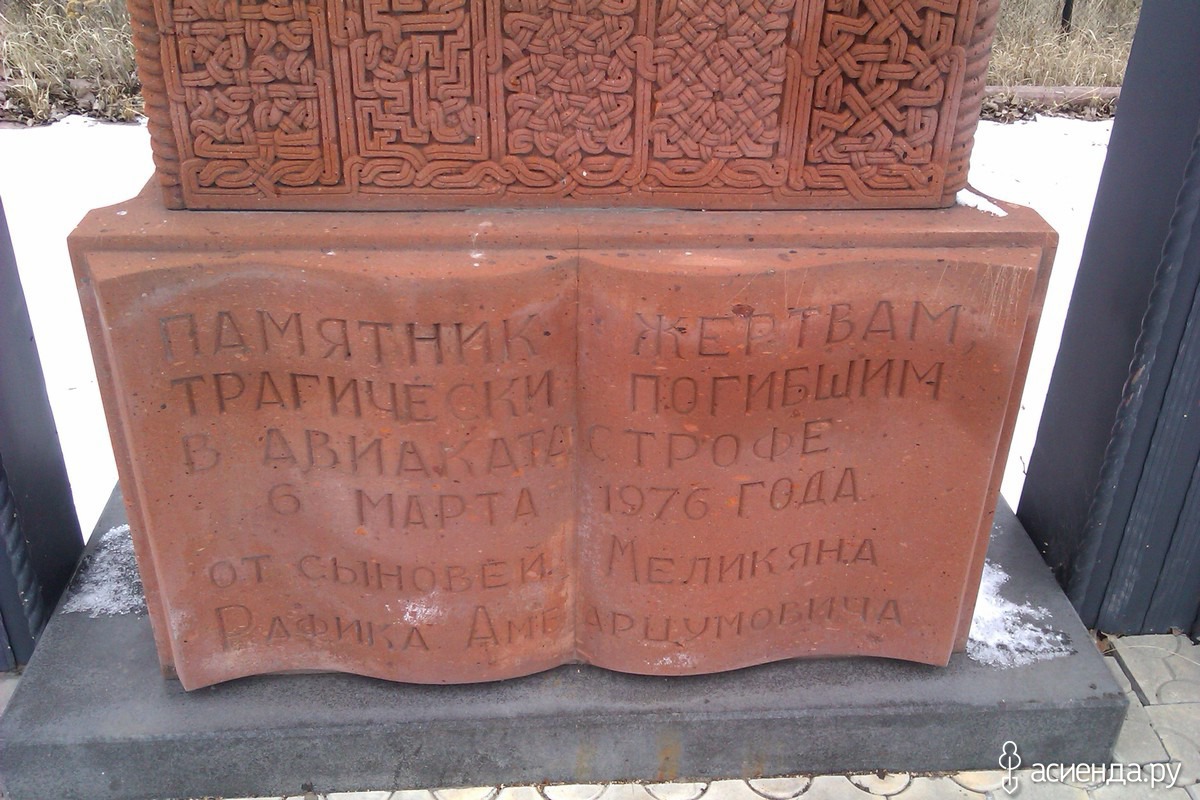 ПАМЯТНИК ЖЕРТВАМ,
ТРАГИЧЕСКИ ПОГИБШИМ
В АВИАКАТАСТРОФЕ
6 МАРТА 1976 ГОДА
ОТ СЫНОВЕЙ МЕЛИКЯНА
РАФИКА АМБАРЦУМОВИЧА
асиенда.ру